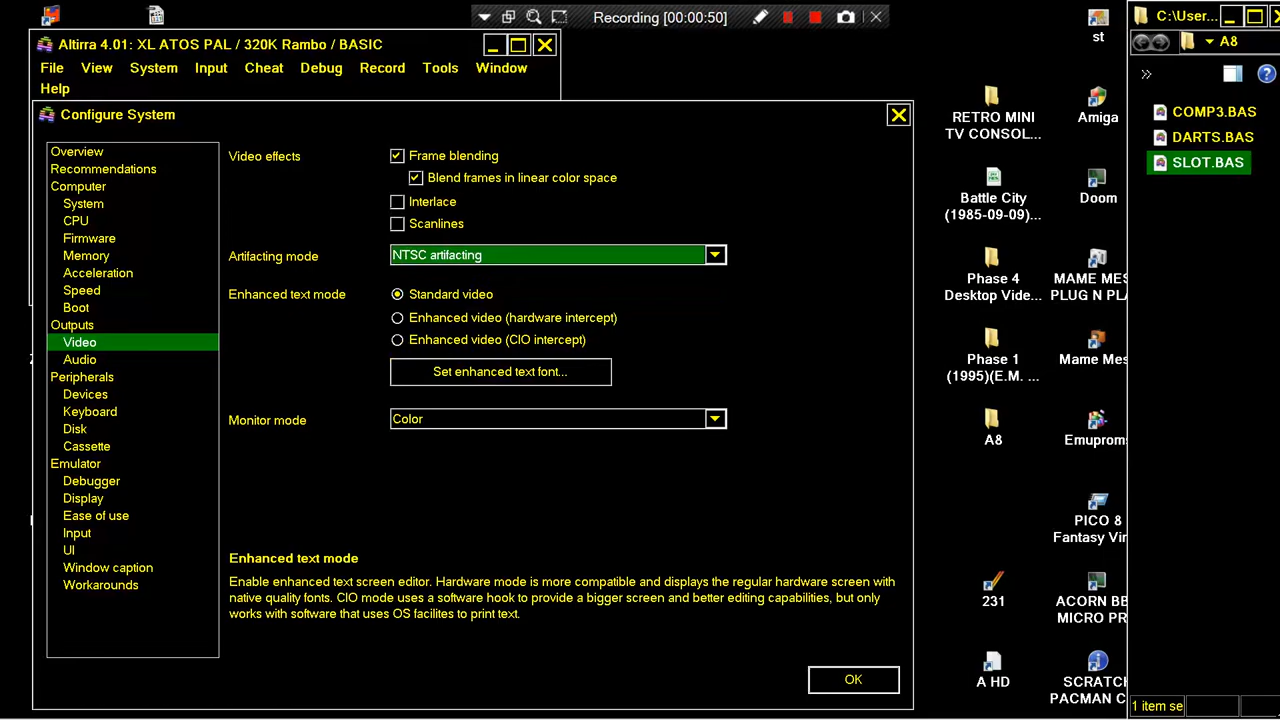 Recording [00:00:50]
Altirra 4.01: XL ATOS PAL / 320K Rambo / BASIC
File View System Input Cheat Debug Record Tools Window
Help
Configure System
Overview
Recommendations
Computer
System
CPU
Firmware
Memory
Acceleration
Speed
Boot
Outputs
Video
Audio
Peripherals
Devices
Keyboard
Disk
Cassette
Emulator
Debugger
Display
Ease of use
Input
UI
Window caption
Workarounds
Video effects
Frame blending
Blend frames in linear color space
Interlace
Scanlines
Artifacting mode
NTSC artifacting
Enhanced text mode
Standard video
Enhanced video (hardware intercept)
Enhanced video (CIO intercept)
Set enhanced text font...
Monitor mode
Color
Enhanced text mode
Enable enhanced text screen editor. Hardware mode is more compatible and displays the regular hardware screen with
native quality fonts. CIO mode uses a software hook to provide a bigger screen and better editing capabilities, but only
works with software that uses OS facilites to print text.
OK
st
RETRO MINI
TV CONSOL...
Amiga
Battle City
(1985-09-09)...
Doom
Phase 4
Desktop Vide...
MAME MES
PLUG N PLA
Phase 1
(1995)(E.M. ...
Mame Mes
A8
Emuprom
PICO 8
Fantasy Vir
231
ACORN BB
MICRO PR
A HD
SCRATCH
PACMAN C
C:\User...
A8
COMP3.BAS
DARTS.BAS
SLOT.BAS
1 item se